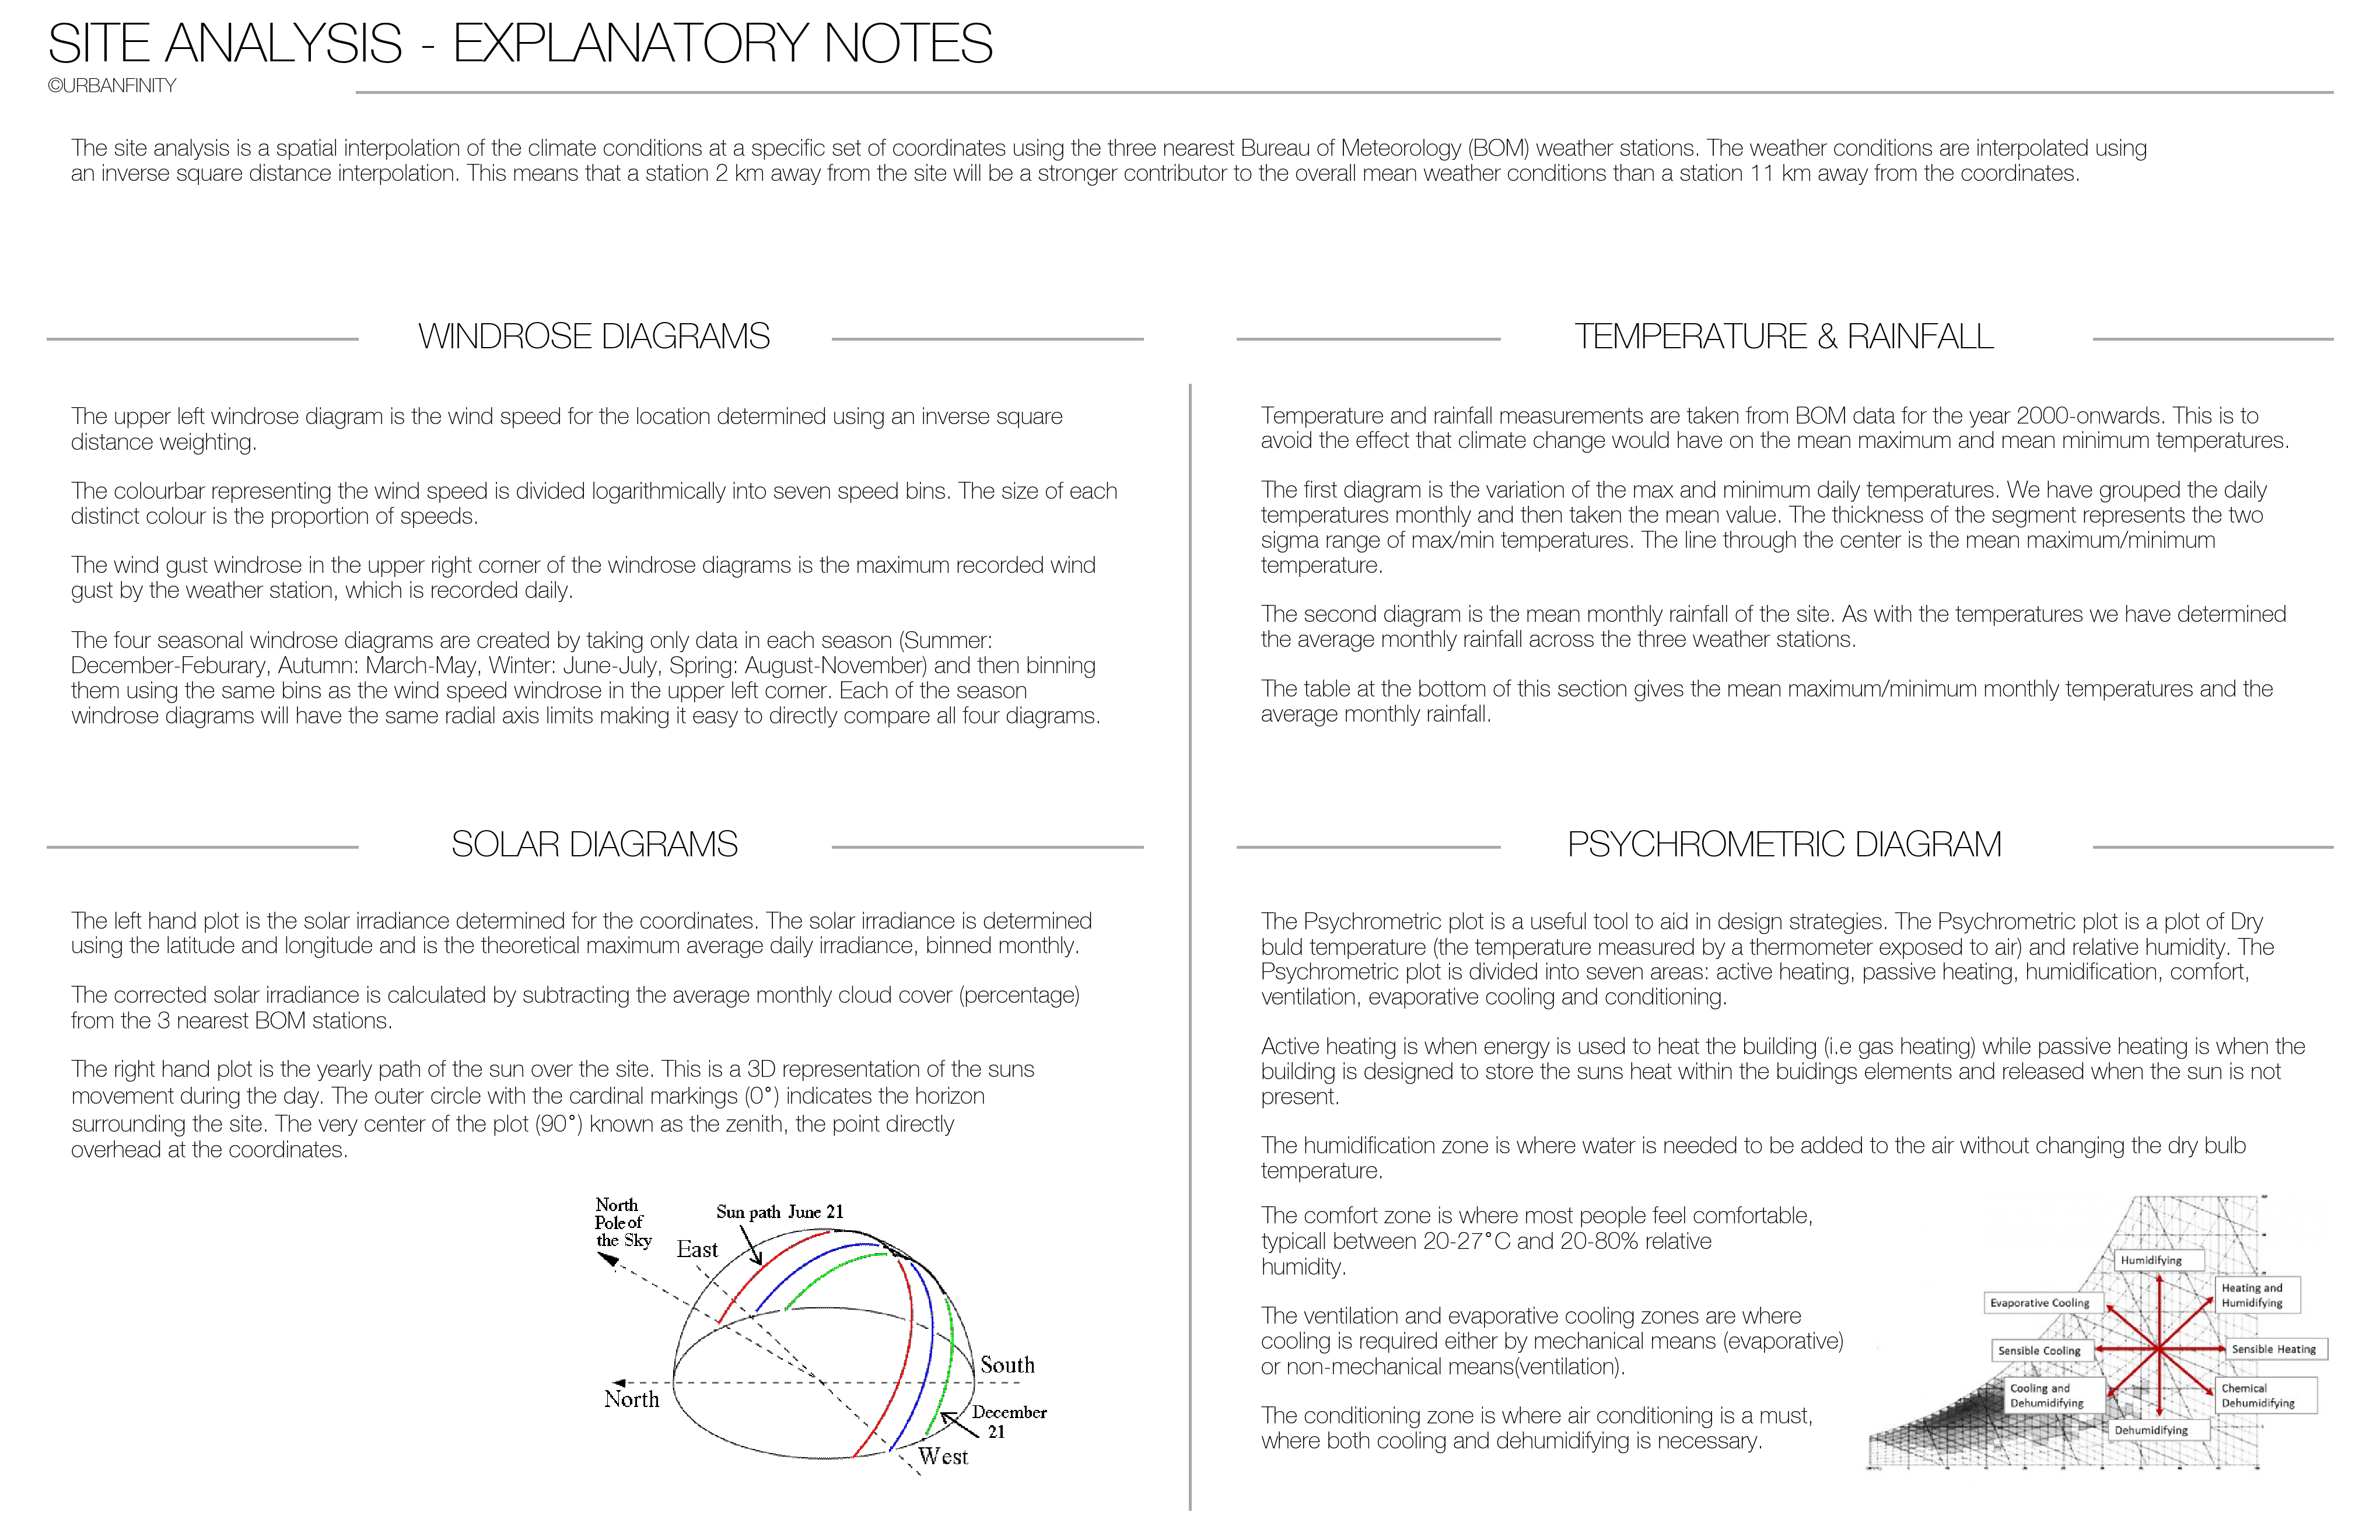 SITE ANALYSIS - EXPLANATORY NOTES
©URBANFINITY
The site analysis is a spatial interpolation of the climate conditions at a specific set of coordinates using the three nearest Bureau of Meteorology (BOM) weather stations. The weather conditions are interpolated using
an inverse square distance interpolation. This means that a station 2 km away from the site will be a stronger contributor to the overall mean weather conditions than a station 11 km away from the coordinates.
WINDROSE DIAGRAMS
The upper left windrose diagram is the wind speed for the location determined using an inverse square
distance weighting.
The colourbar representing the wind speed is divided logarithmically into seven speed bins. The size of each
distinct colour is the proportion of speeds.
The wind gust windrose in the upper right corner of the windrose diagrams is the maximum recorded wind
gust by the weather station, which is recorded daily.
The four seasonal windrose diagrams are created by taking only data in each season (Summer:
December-Feburary, Autumn: March-May, Winter: June-July, Spring: August-November) and then binning
them using the same bins as the wind speed windrose in the upper left corner. Each of the season
windrose diagrams will have the same radial axis limits making it easy to directly compare all four diagrams.
TEMPERATURE & RAINFALL
Temperature and rainfall measurements are taken from BOM data for the year 2000-onwards. This is to
avoid the effect that climate change would have on the mean maximum and mean minimum temperatures.
The first diagram is the variation of the max and minimum daily temperatures. We have grouped the daily
temperatures monthly and then taken the mean value. The thickness of the segment represents the two
sigma range of max/min temperatures. The line through the center is the mean maximum/minimum
temperature.
The second diagram is the mean monthly rainfall of the site. As with the temperatures we have determined
the average monthly rainfall across the three weather stations.
The table at the bottom of this section gives the mean maximum/minimum monthly temperatures and the
average monthly rainfall.
SOLAR DIAGRAMS
The left hand plot is the solar irradiance determined for the coordinates. The solar irradiance is determined
using the latitude and longitude and is the theoretical maximum average daily irradiance, binned monthly.
The corrected solar irradiance is calculated by subtracting the average monthly cloud cover (percentage)
from the 3 nearest BOM stations.
The right hand plot is the yearly path of the sun over the site. This is a 3D representation of the suns
movement during the day. The outer circle with the cardinal markings (0°) indicates the horizon
surrounding the site. The very center of the plot (90°) known as the zenith, the point directly
overhead at the coordinates.
North
Pole of
the Sky
Sun path June 21
East
South
North
December
21
West
PSYCHROMETRIC DIAGRAM
The Psychrometric plot is a useful tool to aid in design strategies. The Psychrometric plot is a plot of Dry
buld temperature (the temperature measured by a thermometer exposed to air) and relative humidity. The
Psychrometric plot is divided into seven areas: active heating, passive heating, humidification, comfort,
ventilation, evaporative cooling and conditioning.
Active heating is when energy is used to heat the building (i.e gas heating) while passive heating is when the
building is designed to store the suns heat within the buidings elements and released when the sun is not
present.
The humidification zone is where water is needed to be added to the air without changing the dry bulb
temperature.
The comfort zone is where most people feel comfortable,
typicall between 20-27°C and 20-80% relative
humidity.
The ventilation and evaporative cooling zones are where
cooling is required either by mechanical means (evaporative)
or non-mechanical means(ventilation).
The conditioning zone is where air conditioning is a must,
where both cooling and dehumidifying is necessary.
Humidifying
Heating and
Humidifying
Evaporative Cooling
Sensible Cooling
Sensible Heating
Cooling and
Dehumidifying
Chemical
Dehumidifying
Dehumidifying